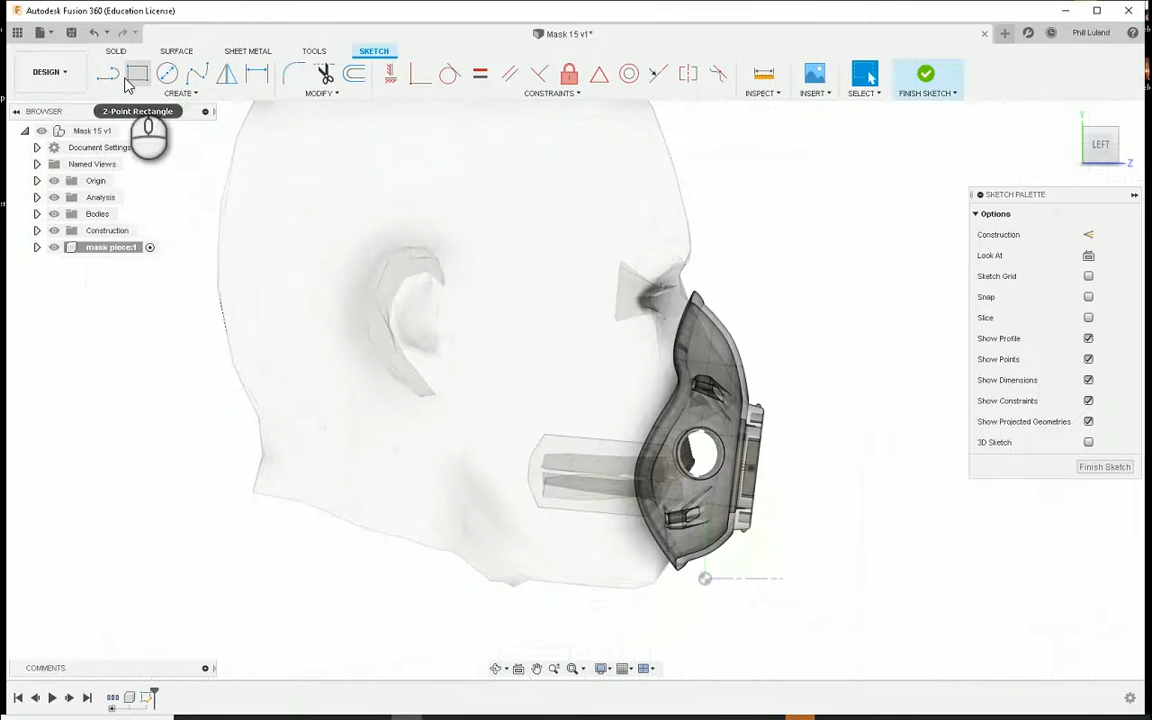 Autodesk Fusion 360 (Education License)
Mask 15 v1*
Phill Luland
DESIGN
SOLID
SURFACE
SHEET METAL
TOOLS
SKETCH
CREATE
MODIFY
CONSTRAINTS
INSPECT
INSERT
SELECT
FINISH SKETCH
BROWSER
2-Point Rectangle
Mask 15 v1
Document Settings
Named Views
Origin
Analysis
Bodies
Construction
mask piece:1
Y
LEFT
Z
SKETCH PALETTE
Options
Construction
Look At
Sketch Grid
Snap
Slice
Show Profile
Show Points
Show Dimensions
Show Constraints
Show Projected Geometries
3D Sketch
Finish Sketch
COMMENTS